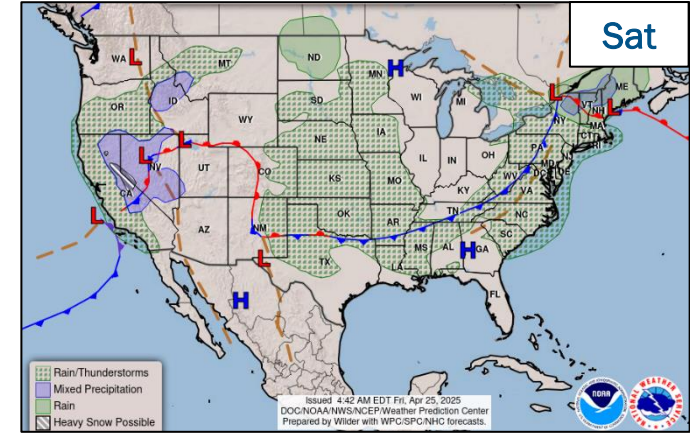 Sat
WA
MT
ND
MN
OR
ID
SD
WI
MI
ME
VT
NH
NY
MA
CT
RI
WY
IA
NE
NV
UT
CO
IL
IN
OH
PA
NJ
MD
DE
DC
WV
VA
CA
KS
MO
KY
AZ
NM
OK
AR
TN
NC
TX
LA
MS
AL
GA
SC
FL
L
L
L
L
L
L
L
H
H
H
Rain/Thunderstorms
Mixed Precipitation
Rain
Heavy Snow Possible
Issued 4:42 AM EDT Fri, Apr 25, 2025
DOC/NOAA/NWS/NCEP/Weather Prediction Center
Prepared by Wilder with WPC/SPC/NHC forecasts.
NOAA
NATIONAL WEATHER SERVICE